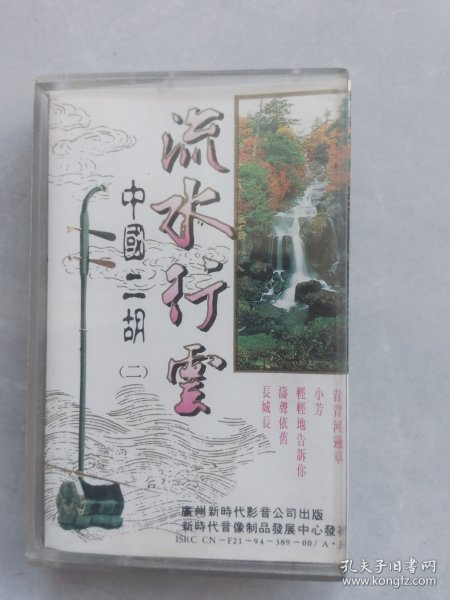 流水行雲
中國二胡(二)
青青河邊草
小芳
輕輕地告訴你
濤聲依舊
長城長
廣州新時代影音公司出版
新時代音像制品發展中心發行
ISRC CN－F21－94－389－00/A·J
孔夫子旧书网
www.kongfz.com